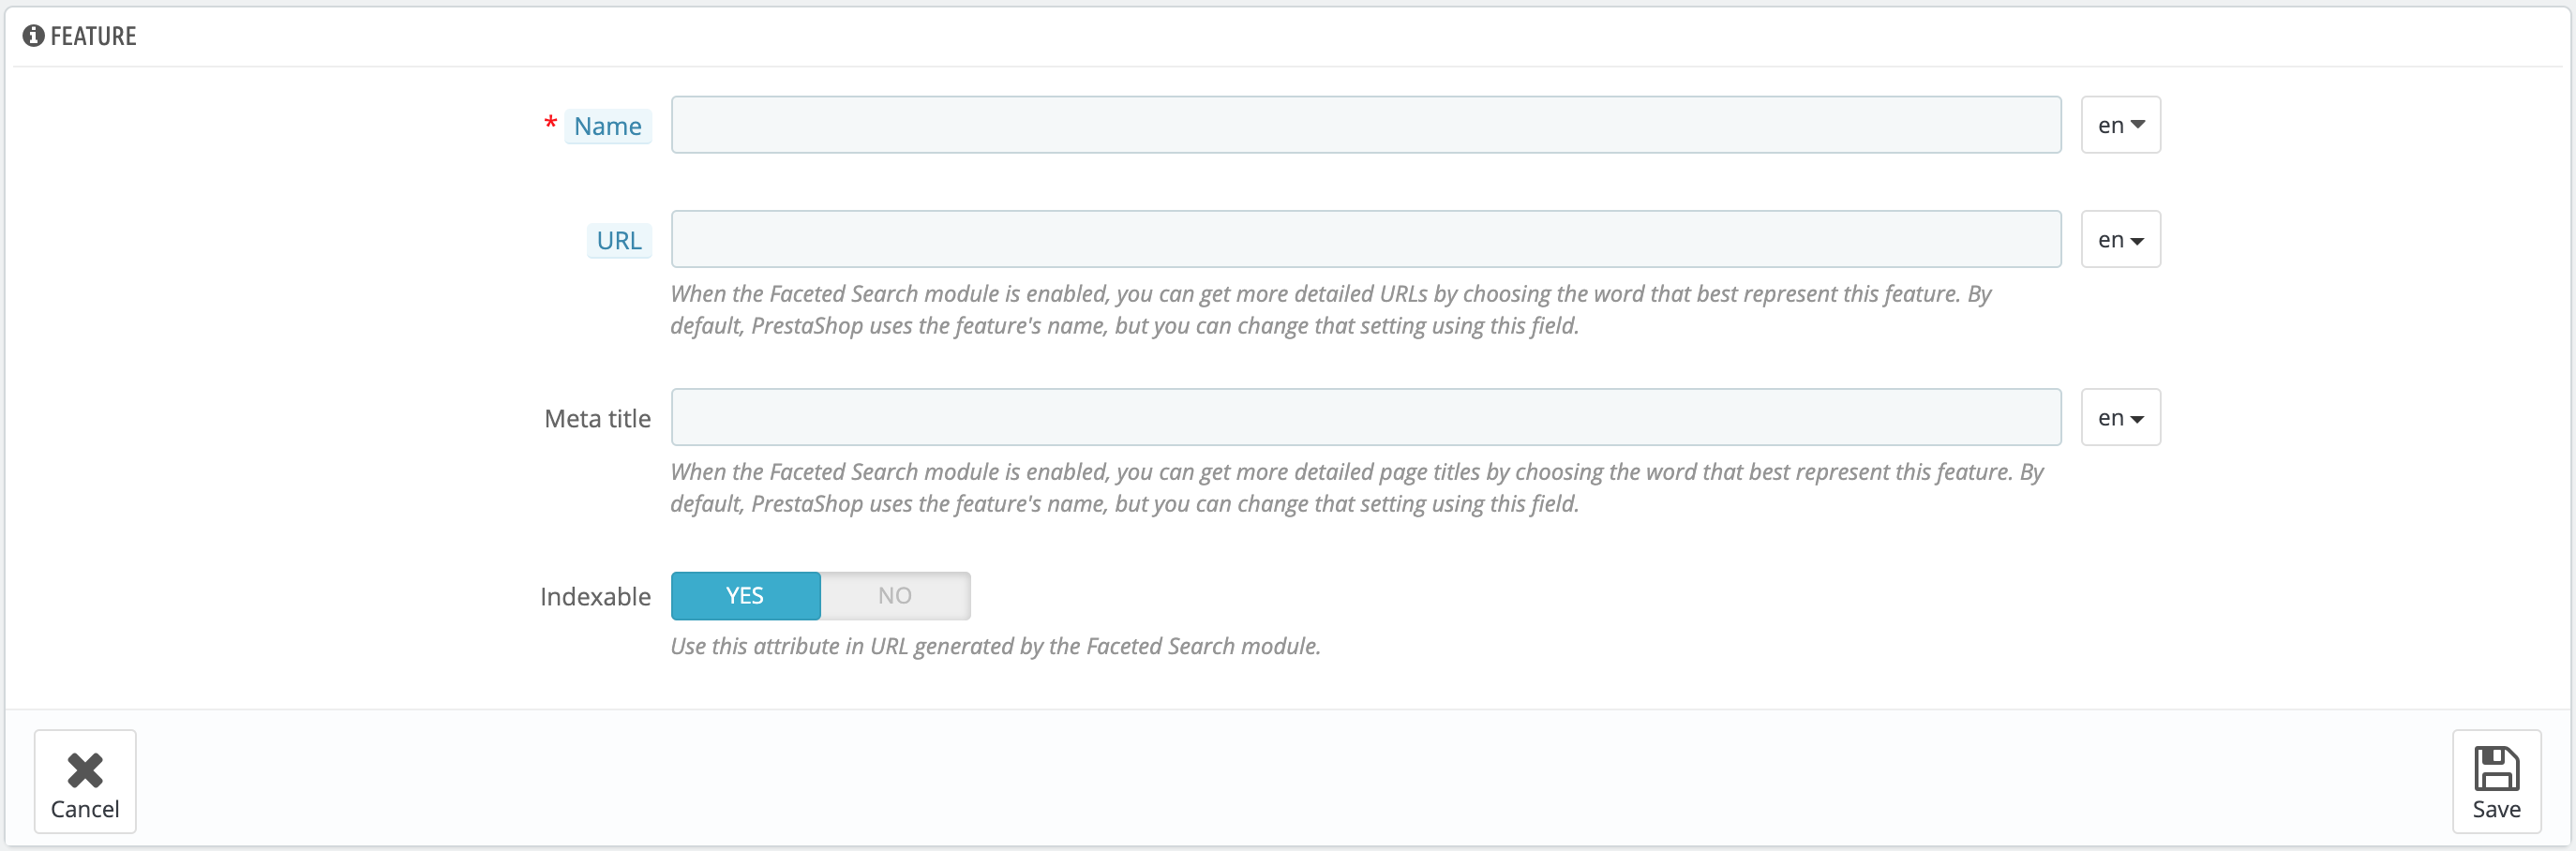 FEATURE
* Name en
URL en
When the Faceted Search module is enabled, you can get more detailed URLs by choosing the word that best represent this feature. By
default, PrestaShop uses the feature's name, but you can change that setting using this field.
Meta title en
When the Faceted Search module is enabled, you can get more detailed page titles by choosing the word that best represent this feature. By
default, PrestaShop uses the feature's name, but you can change that setting using this field.
Indexable YES NO
Use this attribute in URL generated by the Faceted Search module.
Cancel Save